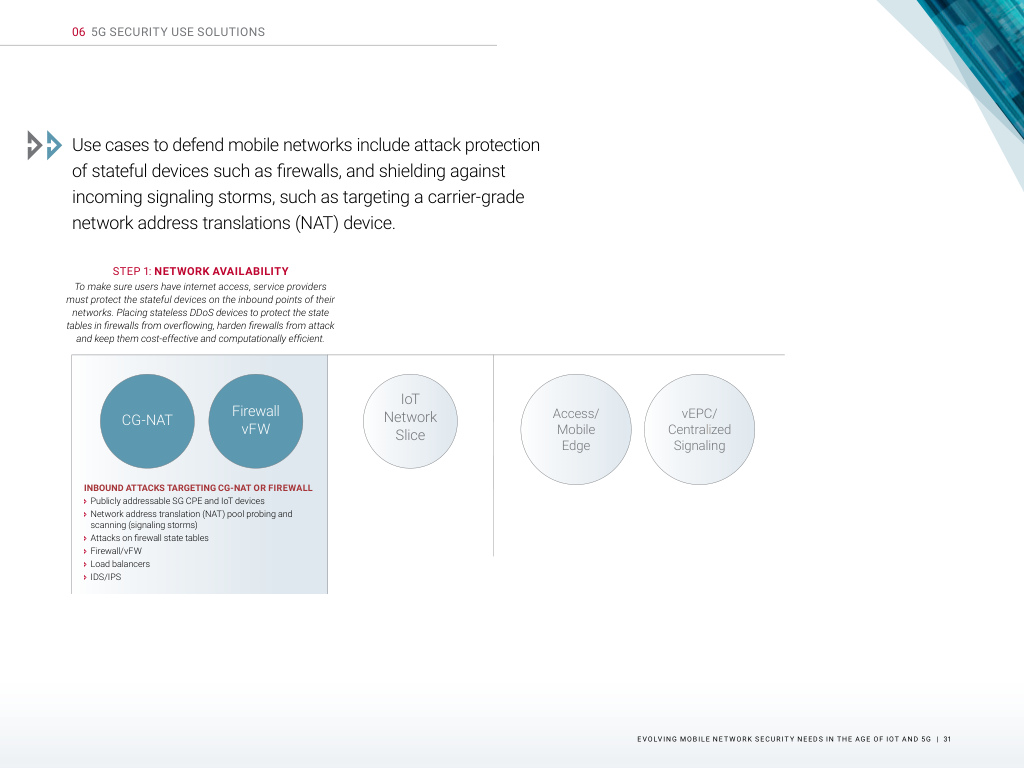 06 5G SECURITY USE SOLUTIONS
Use cases to defend mobile networks include attack protection
of stateful devices such as firewalls, and shielding against
incoming signaling storms, such as targeting a carrier-grade
network address translations (NAT) device.
STEP 1: NETWORK AVAILABILITY
To make sure users have internet access, service providers
must protect the stateful devices on the inbound points of their
networks. Placing stateless DDoS devices to protect the state
tables in firewalls from overflowing, harden firewalls from attack
and keep them cost-effective and computationally efficient.
CG-NAT
Firewall
vFW
IoT
Network
Slice
Access/
Mobile
Edge
vEPC/
Centralized
Signaling
INBOUND ATTACKS TARGETING CG-NAT OR FIREWALL
› Publicly addressable SG CPE and IoT devices
› Network address translation (NAT) pool probing and
scanning (signaling storms)
› Attacks on firewall state tables
› Firewall/vFW
› Load balancers
› IDS/IPS
EVOLVING MOBILE NETWORK SECURITY NEEDS IN THE AGE OF IOT AND 5G | 31